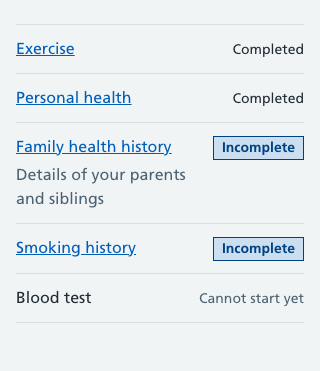 Exercise Completed
Personal health Completed
Family health history Incomplete
Details of your parents
and siblings
Smoking history Incomplete
Blood test Cannot start yet